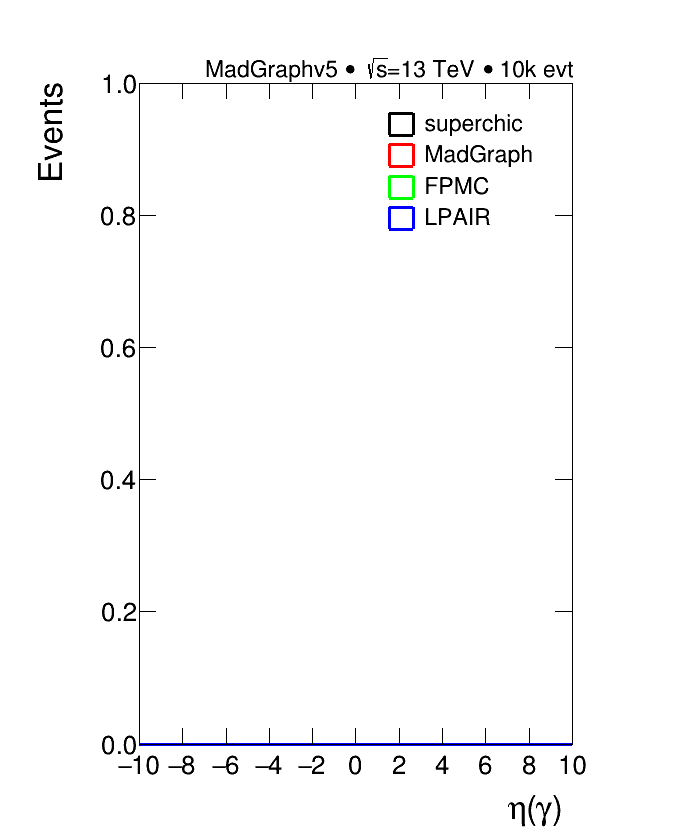 MadGraphv5 • √s=13 TeV • 10k evt
Events
1.0
0.8
0.6
0.4
0.2
0.0
superchic
MadGraph
FPMC
LPAIR
−10 −8 −6 −4 −2 0 2 4 6 8 10
η(γ)